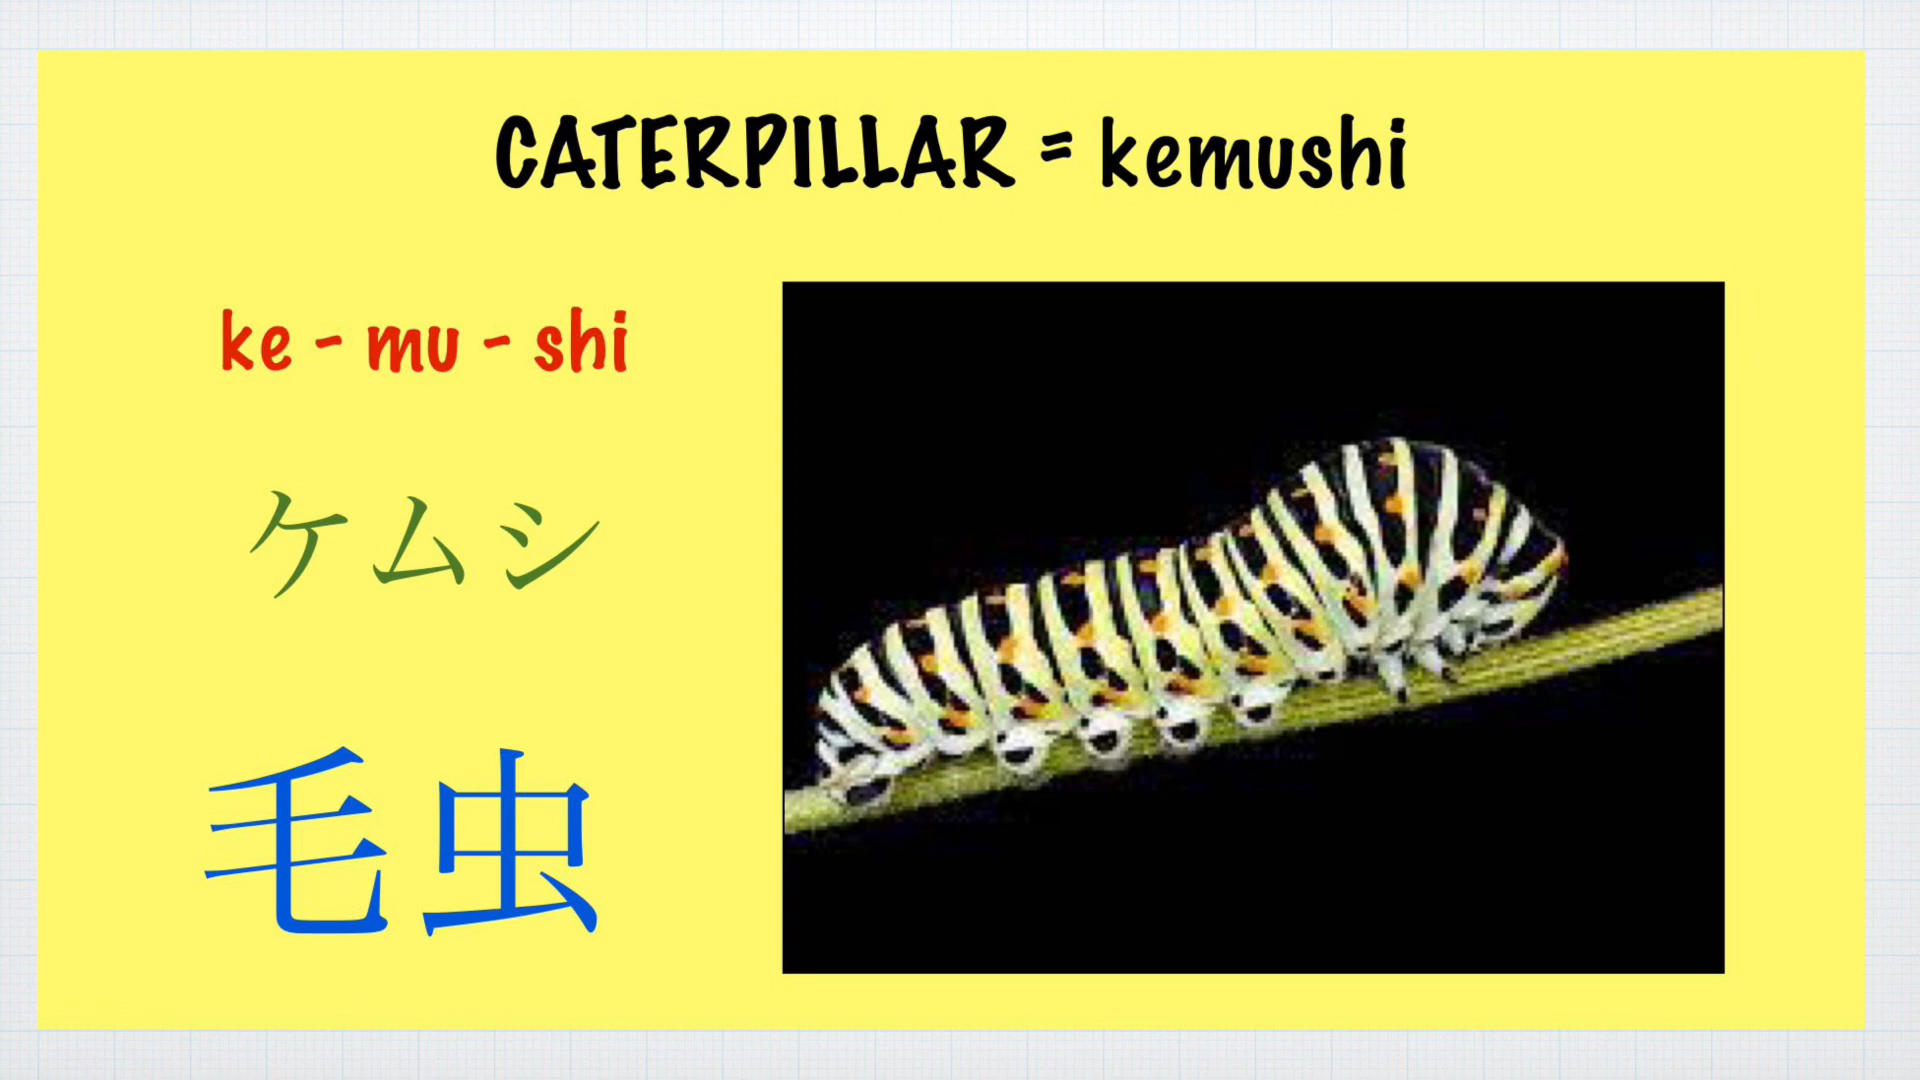 CATERPILLAR = kemushi
ke - mu - shi
ケムシ
毛虫